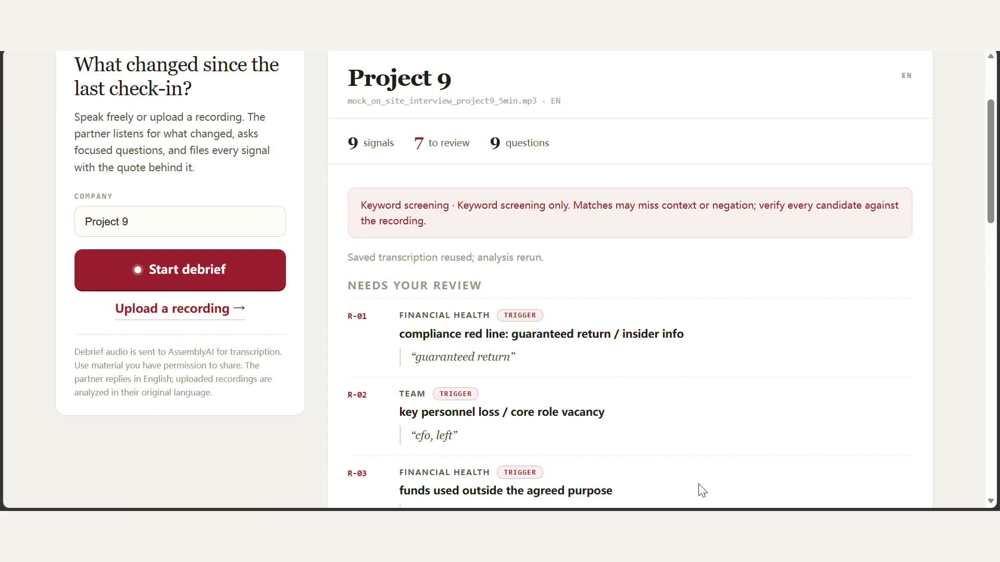 What changed since the
last check-in?
Speak freely or upload a recording. The
partner listens for what changed, asks
focused questions, and files every signal
with the quote behind it.
COMPANY
Project 9
Start debrief
Upload a recording →
Debrief audio is sent to AssemblyAI for transcription.
Use material you have permission to share. The
partner replies in English; uploaded recordings are
analyzed in their original language.
Project 9
EN
mock_on_site_interview_project9_5min.mp3 · EN
9 signals 7 to review 9 questions
Keyword screening · Keyword screening only. Matches may miss context or negation; verify every candidate against
the recording.
Saved transcription reused; analysis rerun.
NEEDS YOUR REVIEW
R-01 FINANCIAL HEALTH TRIGGER
compliance red line: guaranteed return / insider info
“guaranteed return”
R-02 TEAM TRIGGER
key personnel loss / core role vacancy
“cfo, left”
R-03 FINANCIAL HEALTH TRIGGER
funds used outside the agreed purpose